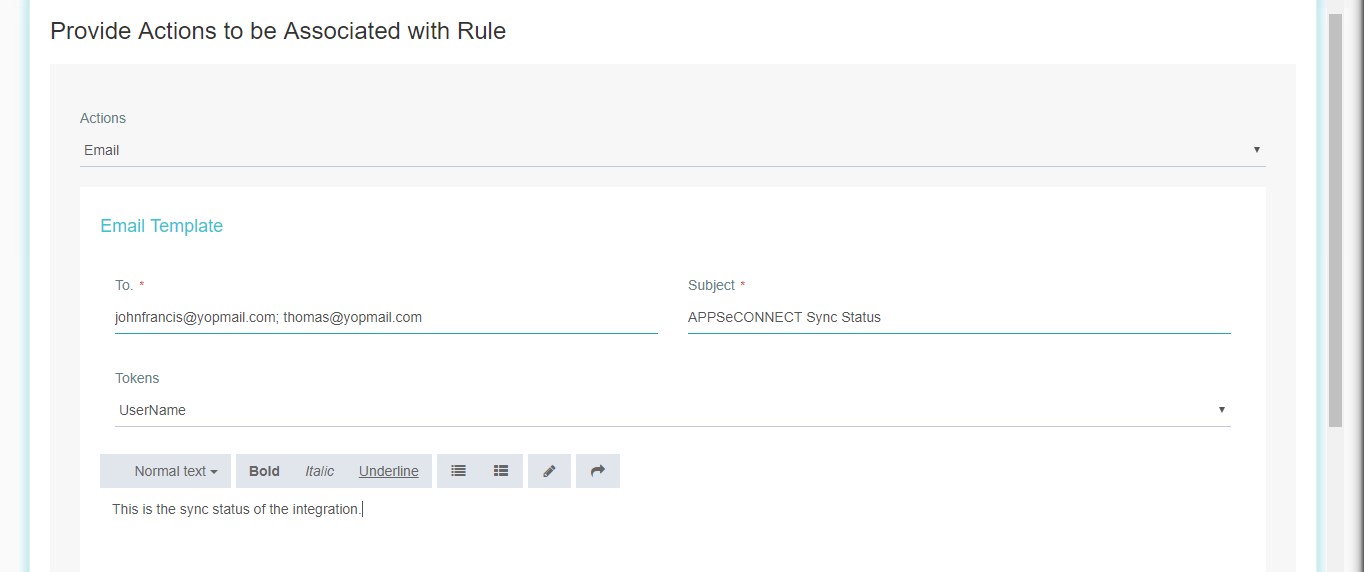 Provide Actions to be Associated with Rule
Actions
Email
Email Template
To. *
Subject *
johnfrancis@yopmail.com; thomas@yopmail.com
APPSeCONNECT Sync Status
Tokens
UserName
Normal text Bold Italic Underline
This is the sync status of the integration.